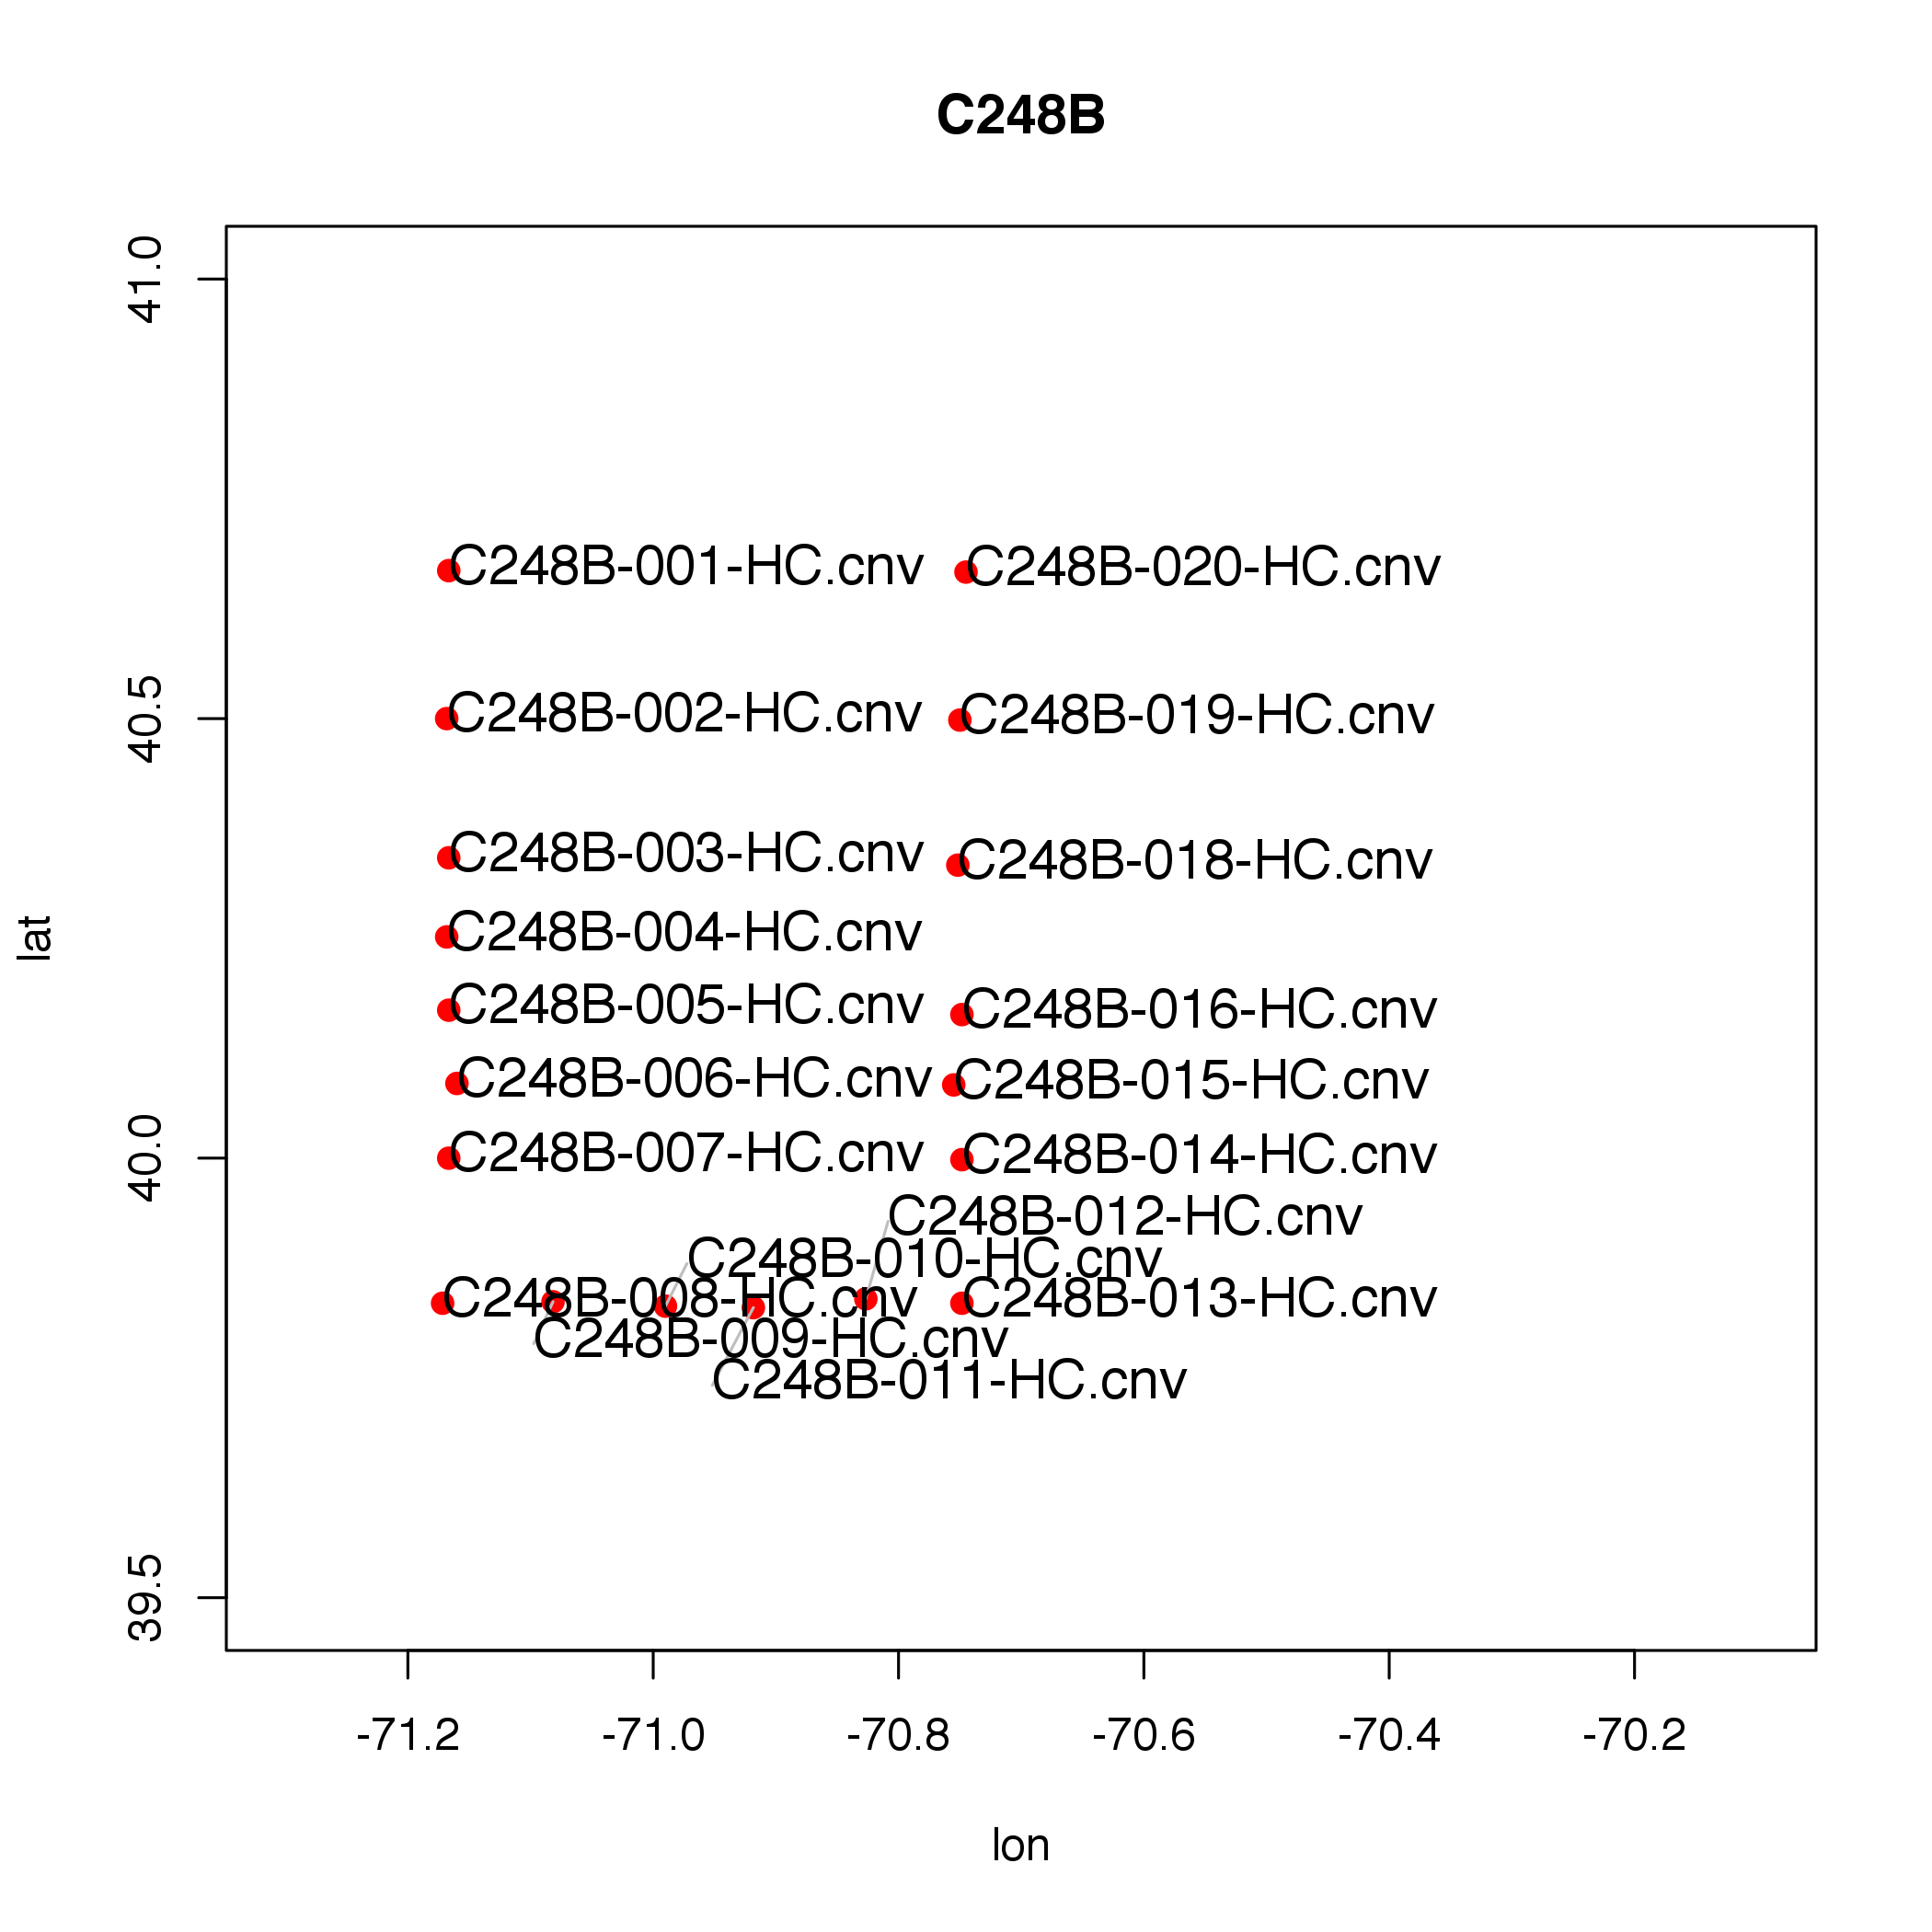 C248B
41.0
40.5
40.0
39.5
lat
C248B-001-HC.cnv
C248B-020-HC.cnv
C248B-002-HC.cnv
C248B-019-HC.cnv
C248B-003-HC.cnv
C248B-018-HC.cnv
C248B-004-HC.cnv
C248B-005-HC.cnv
C248B-016-HC.cnv
C248B-006-HC.cnv
C248B-015-HC.cnv
C248B-007-HC.cnv
C248B-014-HC.cnv
C248B-012-HC.cnv
C248B-010-HC.cnv
C248B-008-HC.cnv
C248B-013-HC.cnv
C248B-009-HC.cnv
C248B-011-HC.cnv
-71.2
-71.0
-70.8
-70.6
-70.4
-70.2
lon